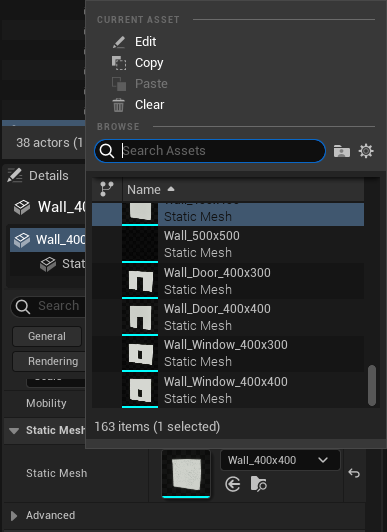 CURRENT ASSET
Edit
Copy
Paste
Clear
BROWSE
38 actors (1
Search Assets
Details
Name
Wall_40
Static Mesh
Wall_400
Wall_500x500
Static Mesh
Stat
Wall_Door_400x300
Static Mesh
Search
Wall_Door_400x400
Static Mesh
General
Wall_Window_400x300
Static Mesh
Rendering
Wall_Window_400x400
Static Mesh
Mobility
163 items (1 selected)
Static Mesh
Static Mesh
Wall_400x400
Advanced